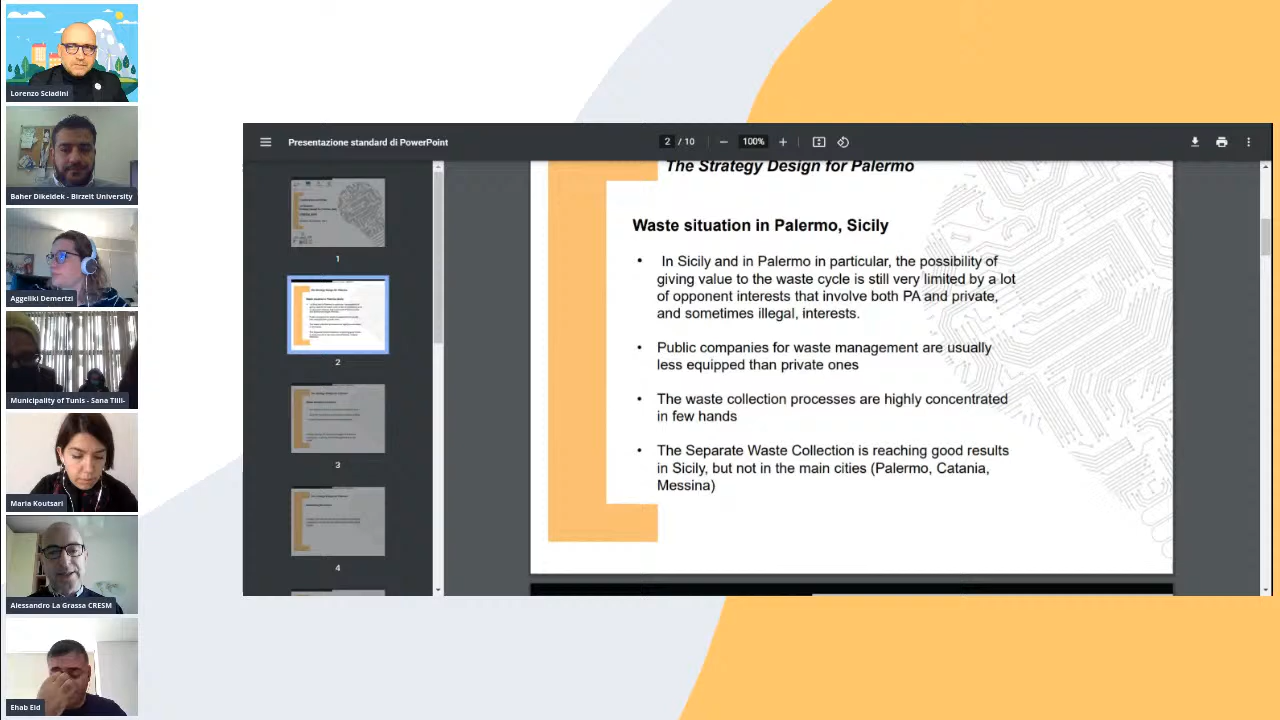 Lorenzo Sciadini
Baher Dikeidek - Birzeit University
Aggeliki Demertzi
Municipality of Tunis - Sana Tlili-
Maria Koutsari
Alessandro La Grassa CRESM
Ehab Eid
Presentazione standard di PowerPoint
2 / 10
100%
1
2
3
4
The Strategy Design for Palermo
Waste situation in Palermo, Sicily
• In Sicily and in Palermo in particular, the possibility of
giving value to the waste cycle is still very limited by a lot
of opponent interests that involve both PA and private,
and sometimes illegal, interests.
• Public companies for waste management are usually
less equipped than private ones
• The waste collection processes are highly concentrated
in few hands
• The Separate Waste Collection is reaching good results
in Sicily, but not in the main cities (Palermo, Catania,
Messina)